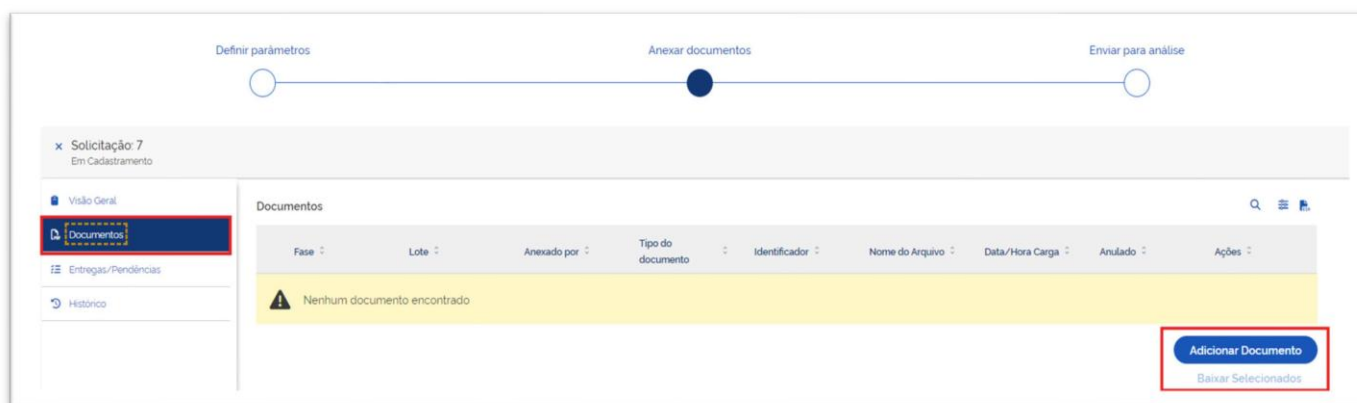 Definir parâmetros
Anexar documentos
Enviar para análise
Solicitação: 7
Em Cadastramento
Visão Geral
Documentos
Entregas/Pendências
Histórico
Documentos
Fase
Lote
Anexado por
Tipo do
documento
Identificador
Nome do Arquivo
Data/Hora Carga
Anulado
Ações
Nenhum documento encontrado
Adicionar Documento
Baixar Selecionados